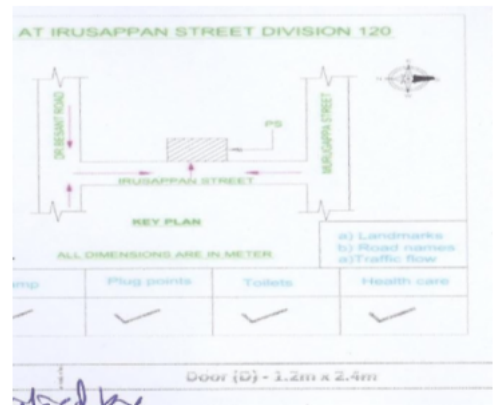 AT IRUSAPPAN STREET DIVISION 120
DR.BESANT ROAD
MURUGAPPA STREET
PS
IRUSAPPAN STREET
KEY PLAN
ALL DIMENSIONS ARE IN METER
a) Landmarks
b) Road names
a)Traffic flow
amp Plug points Toilets Health care
Door (D) - 1.2m x 2.4m